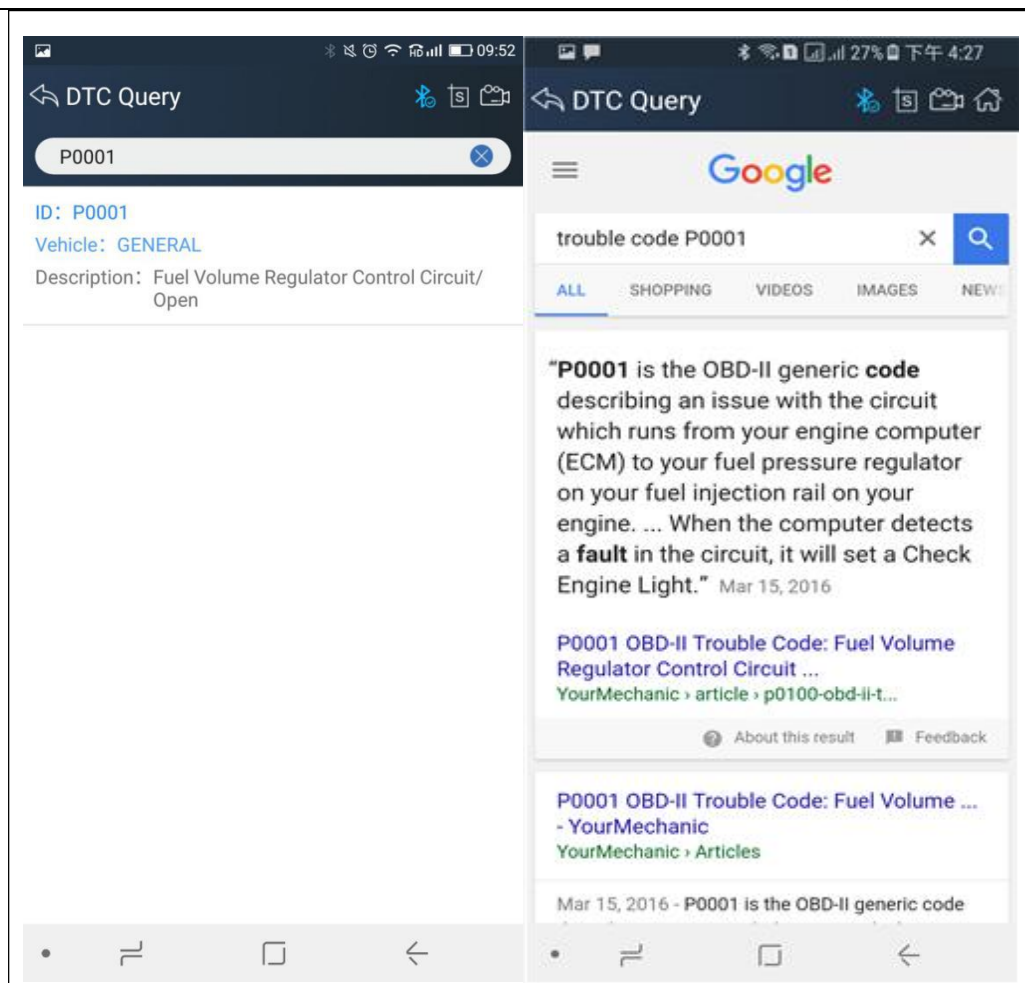 09:52
DTC Query
P0001
ID: P0001
Vehicle: GENERAL
Description: Fuel Volume Regulator Control Circuit/
Open
27% 下午 4:27
DTC Query
Google
trouble code P0001
ALL SHOPPING VIDEOS IMAGES NEWS
“P0001 is the OBD-II generic code
describing an issue with the circuit
which runs from your engine computer
(ECM) to your fuel pressure regulator
on your fuel injection rail on your
engine. ... When the computer detects
a fault in the circuit, it will set a Check
Engine Light.” Mar 15, 2016
P0001 OBD-II Trouble Code: Fuel Volume
Regulator Control Circuit ...
YourMechanic › article › p0100-obd-ii-t...
About this result Feedback
P0001 OBD-II Trouble Code: Fuel Volume ...
- YourMechanic
YourMechanic › Articles
Mar 15, 2016 - P0001 is the OBD-II generic code